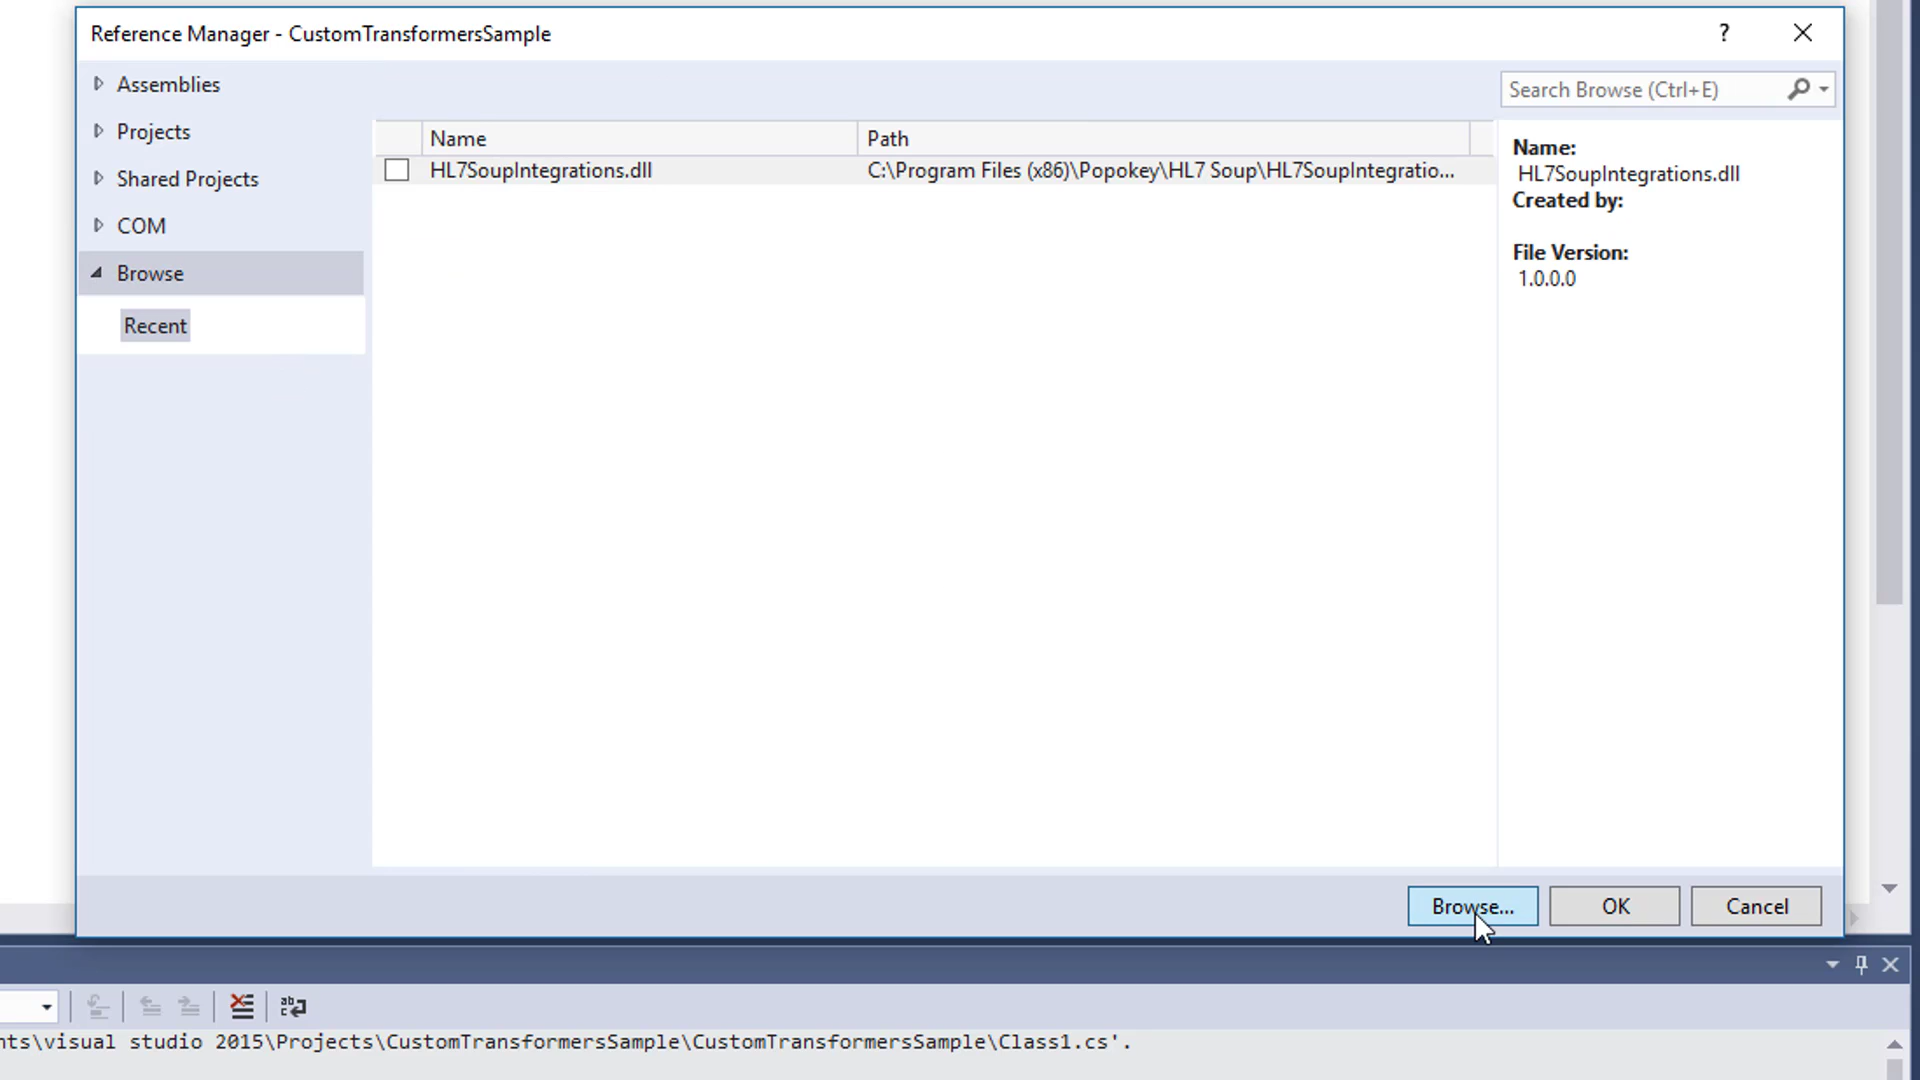 Reference Manager - CustomTransformersSample
?
Assemblies
Search Browse (Ctrl+E)
Projects
Name
Path
Name:
HL7SoupIntegrations.dll
C:\Program Files (x86)\Popokey\HL7 Soup\HL7SoupIntegratio...
HL7SoupIntegrations.dll
Shared Projects
Created by:
COM
File Version:
Browse
1.0.0.0
Recent
Browse...
OK
Cancel
nts\visual studio 2015\Projects\CustomTransformersSample\CustomTransformersSample\Class1.cs'.